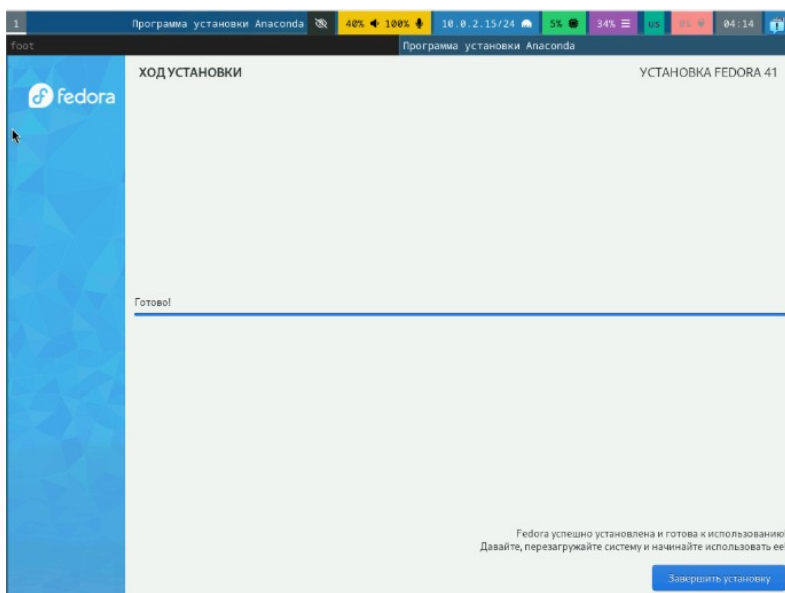 1 Программа установки Anaconda 40% 100% 10.0.2.15/24 5% 34% us 0% 04:14
foot Программа установки Anaconda
fedora
ХОД УСТАНОВКИ
УСТАНОВКА FEDORA 41
Готово!
Fedora успешно установлена и готова к использованию!
Давайте, перезагружайте систему и начинайте использовать ее!
Завершить установку